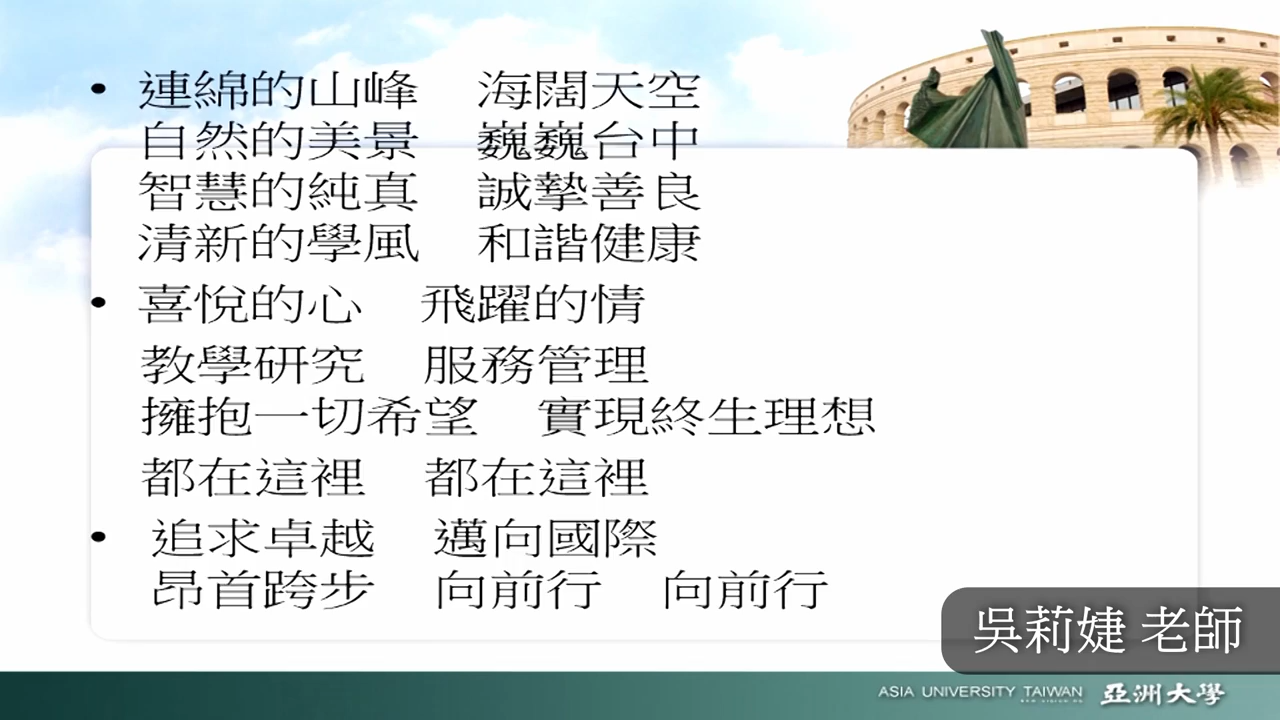 • 連綿的山峰 海闊天空
自然的美景 巍巍台中
智慧的純真 誠摯善良
清新的學風 和諧健康
• 喜悅的心 飛躍的情
教學研究 服務管理
擁抱一切希望 實現終生理想
都在這裡 都在這裡
• 追求卓越 邁向國際
昂首跨步 向前行 向前行
吳莉婕 老師
ASIA UNIVERSITY TAIWAN 亞洲大學